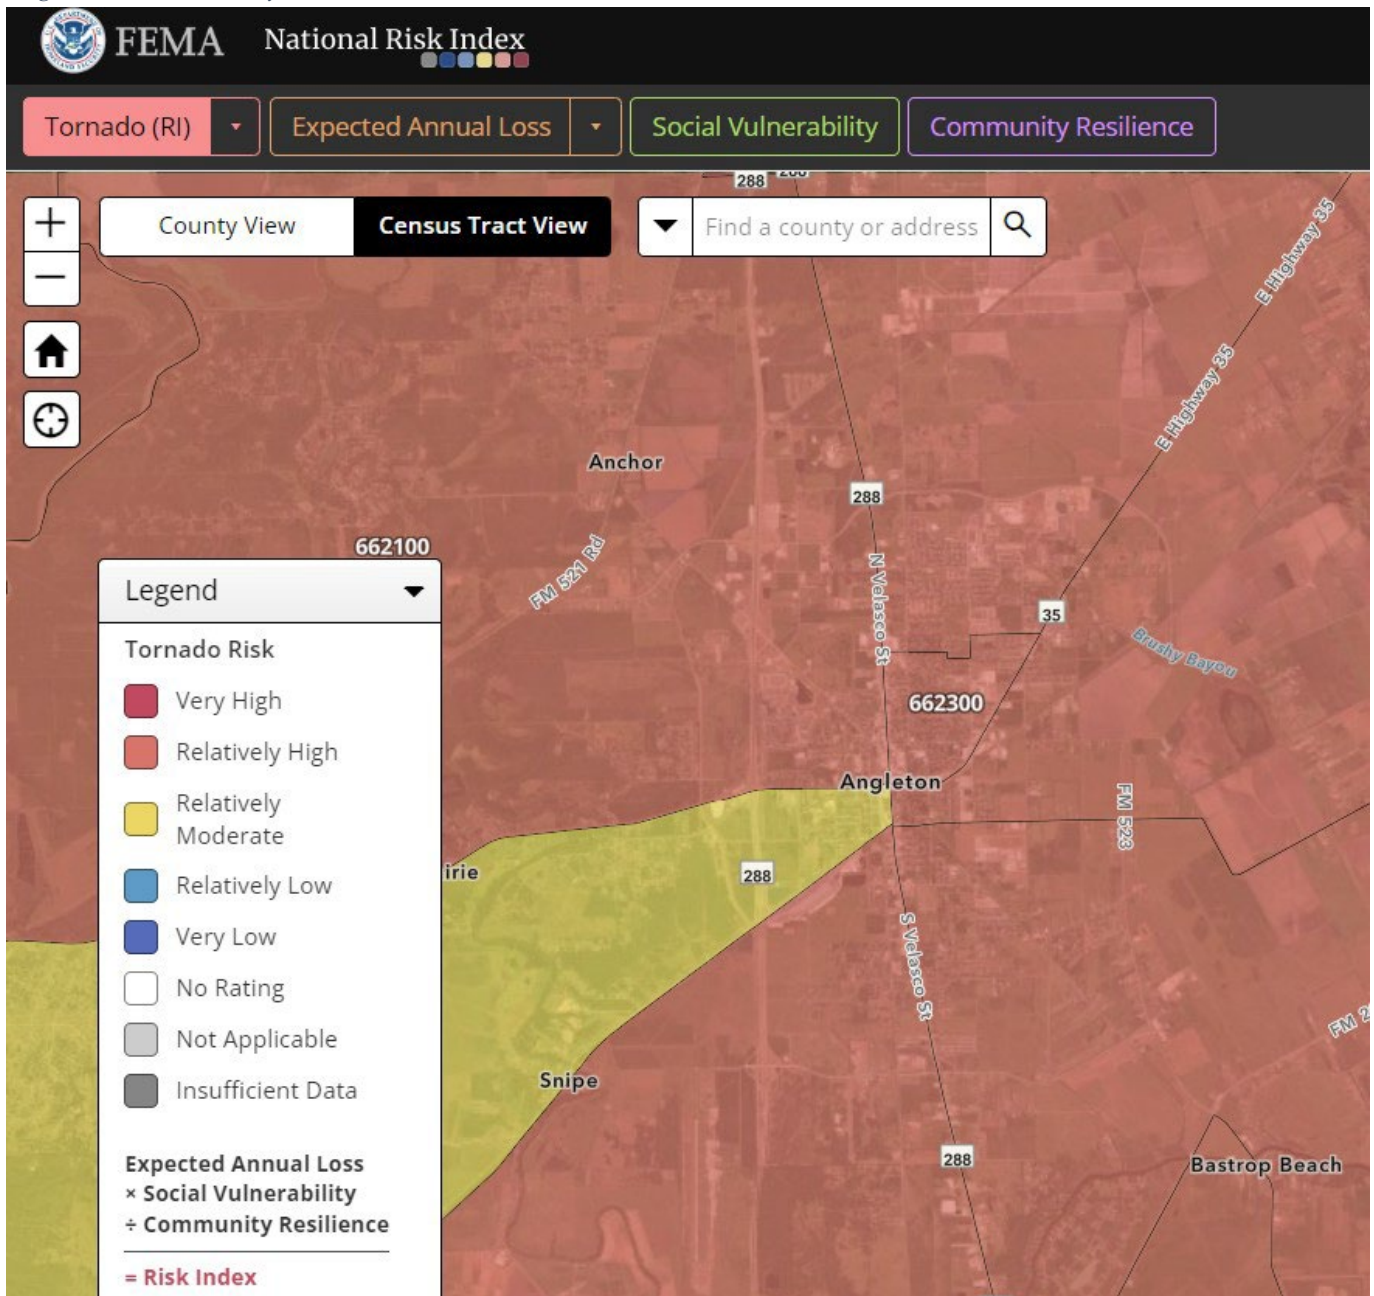 FEMA
National Risk Index
Tornado (RI)
Expected Annual Loss
Social Vulnerability
Community Resilience
288
County View
Census Tract View
Find a county or address
E Highway 35
E Highway 35
Anchor
288
662100
FM 521 Rd
N Velasco St
35
Brushy Bayou
662300
Angleton
FM 523
irie
288
S Velasco St
FM 2
Snipe
288
Bastrop Beach
Legend
Tornado Risk
Very High
Relatively High
Relatively
Moderate
Relatively Low
Very Low
No Rating
Not Applicable
Insufficient Data
Expected Annual Loss
× Social Vulnerability
÷ Community Resilience
= Risk Index